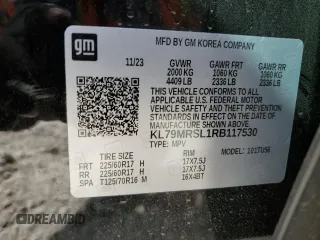 gm
MFD BY GM KOREA COMPANY
11/23 GVWR GAWR FRT GAWR RR
2000 KG 1060 KG 1060 KG
4409 LB 2336 LB 2336 LB
THIS VEHICLE CONFORMS TO ALL APPLICABLE U.S. FEDERAL MOTOR VEHICLE SAFETY AND THEFT PREVENTION STANDARDS IN EFFECT ON THE DATE OF MANUFACTURE SHOWN ABOVE.
KL79MRSL1RB117530
TYPE: MPV MODEL: 1OTU56
TIRE SIZE RIM
FRT 225/60R17 H 17X7.5J
RR 225/60R17 H 17X7.5J
SPA T125/70R16 M 16X4BT